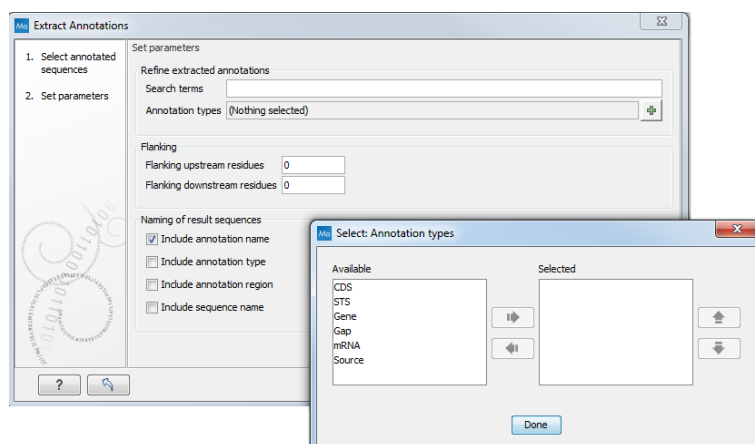 Ma Extract Annotations
1. Select annotated
sequences
2. Set parameters
Set parameters
Refine extracted annotations
Search terms
Annotation types (Nothing selected)
Flanking
Flanking upstream residues 0
Flanking downstream residues 0
Naming of result sequences
Include annotation name
Include annotation type
Include annotation region
Include sequence name
?
Ma Select: Annotation types
Available Selected
CDS
STS
Gene
Gap
mRNA
Source
Done